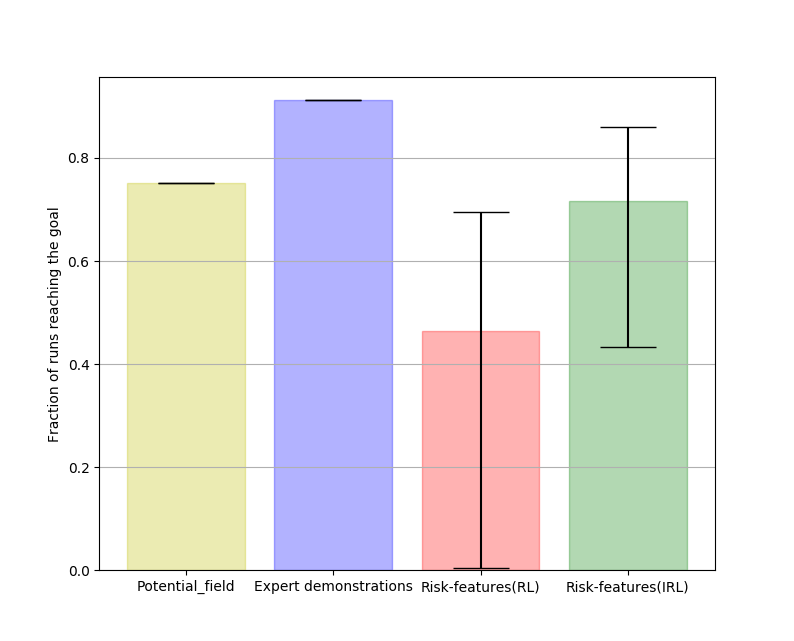 Fraction of runs reaching the goal
0.8
0.6
0.4
0.2
0.0
Potential_field Expert demonstrations Risk-features(RL) Risk-features(IRL)